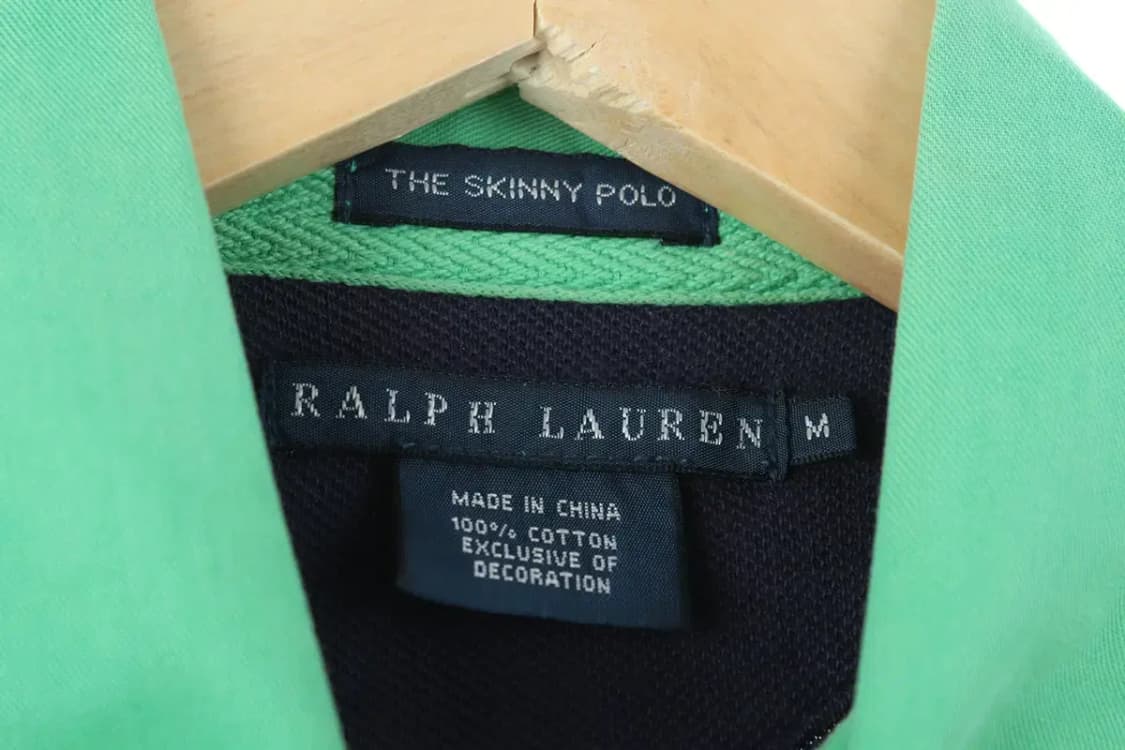 THE SKINNY POLO
RALPH LAUREN M
MADE IN CHINA
100% COTTON
EXCLUSIVE OF
DECORATION